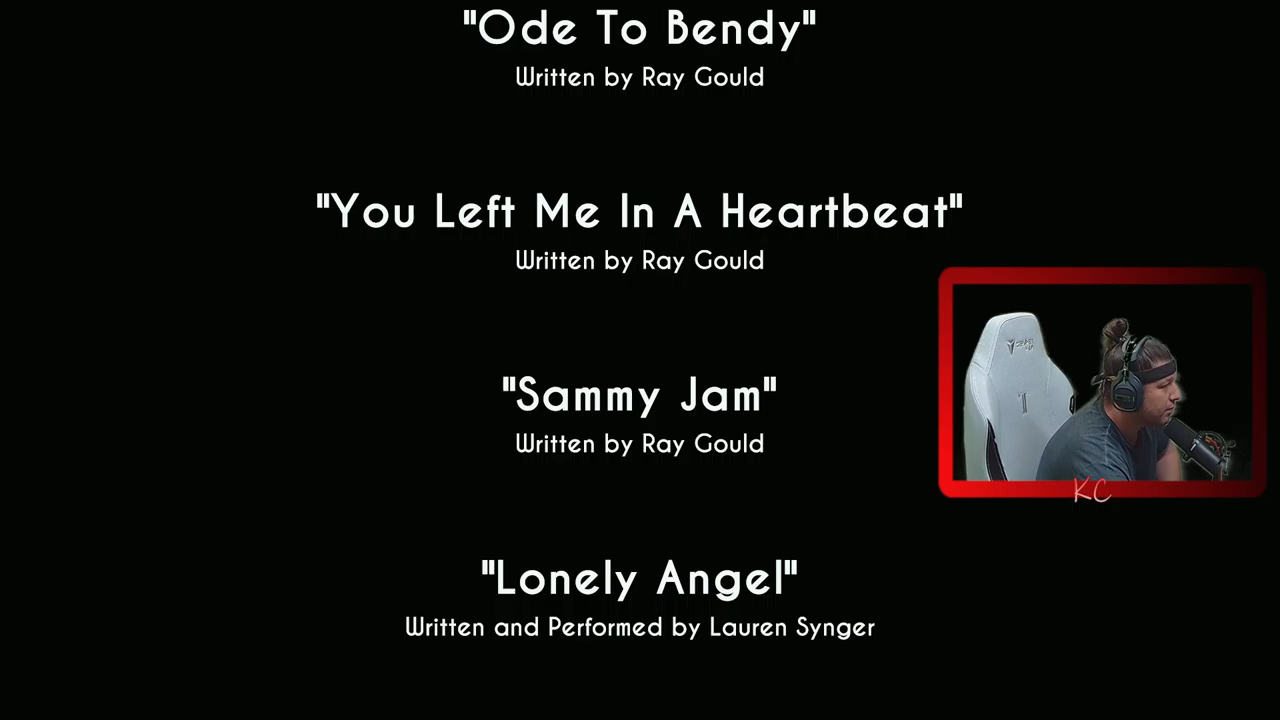 "Ode To Bendy"
Written by Ray Gould
"You Left Me In A Heartbeat"
Written by Ray Gould
"Sammy Jam"
Written by Ray Gould
KC
"Lonely Angel"
Written and Performed by Lauren Synger